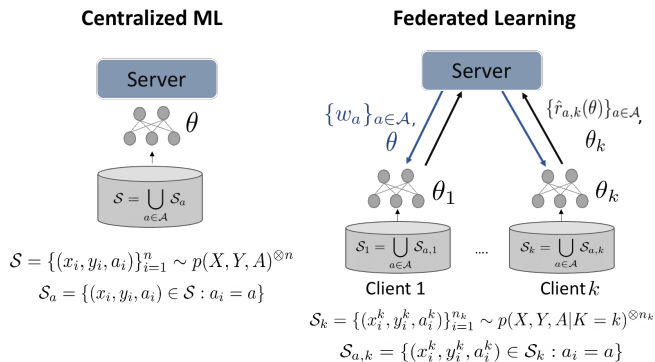 Centralized ML
Server
θ
𝒮 = ⋃_{a∈𝒜} 𝒮_a
𝒮 = {(x_i, y_i, a_i)}_{i=1}^n ∼ p(X, Y, A)^{⊗n}
𝒮_a = {(x_i, y_i, a_i) ∈ 𝒮 : a_i = a}
Federated Learning
Server
{w_a}_{a∈𝒜},
θ
{r̂_{a,k}(θ)}_{a∈𝒜},
θ_k
θ_1
θ_k
𝒮_1 = ⋃_{a∈𝒜} 𝒮_{a,1}
....
𝒮_k = ⋃_{a∈𝒜} 𝒮_{a,k}
Client 1
Client k
𝒮_k = {(x_i^k, y_i^k, a_i^k)}_{i=1}^{n_k} ∼ p(X, Y, A|K = k)^{⊗n_k}
𝒮_{a,k} = {(x_i^k, y_i^k, a_i^k) ∈ 𝒮_k : a_i = a}